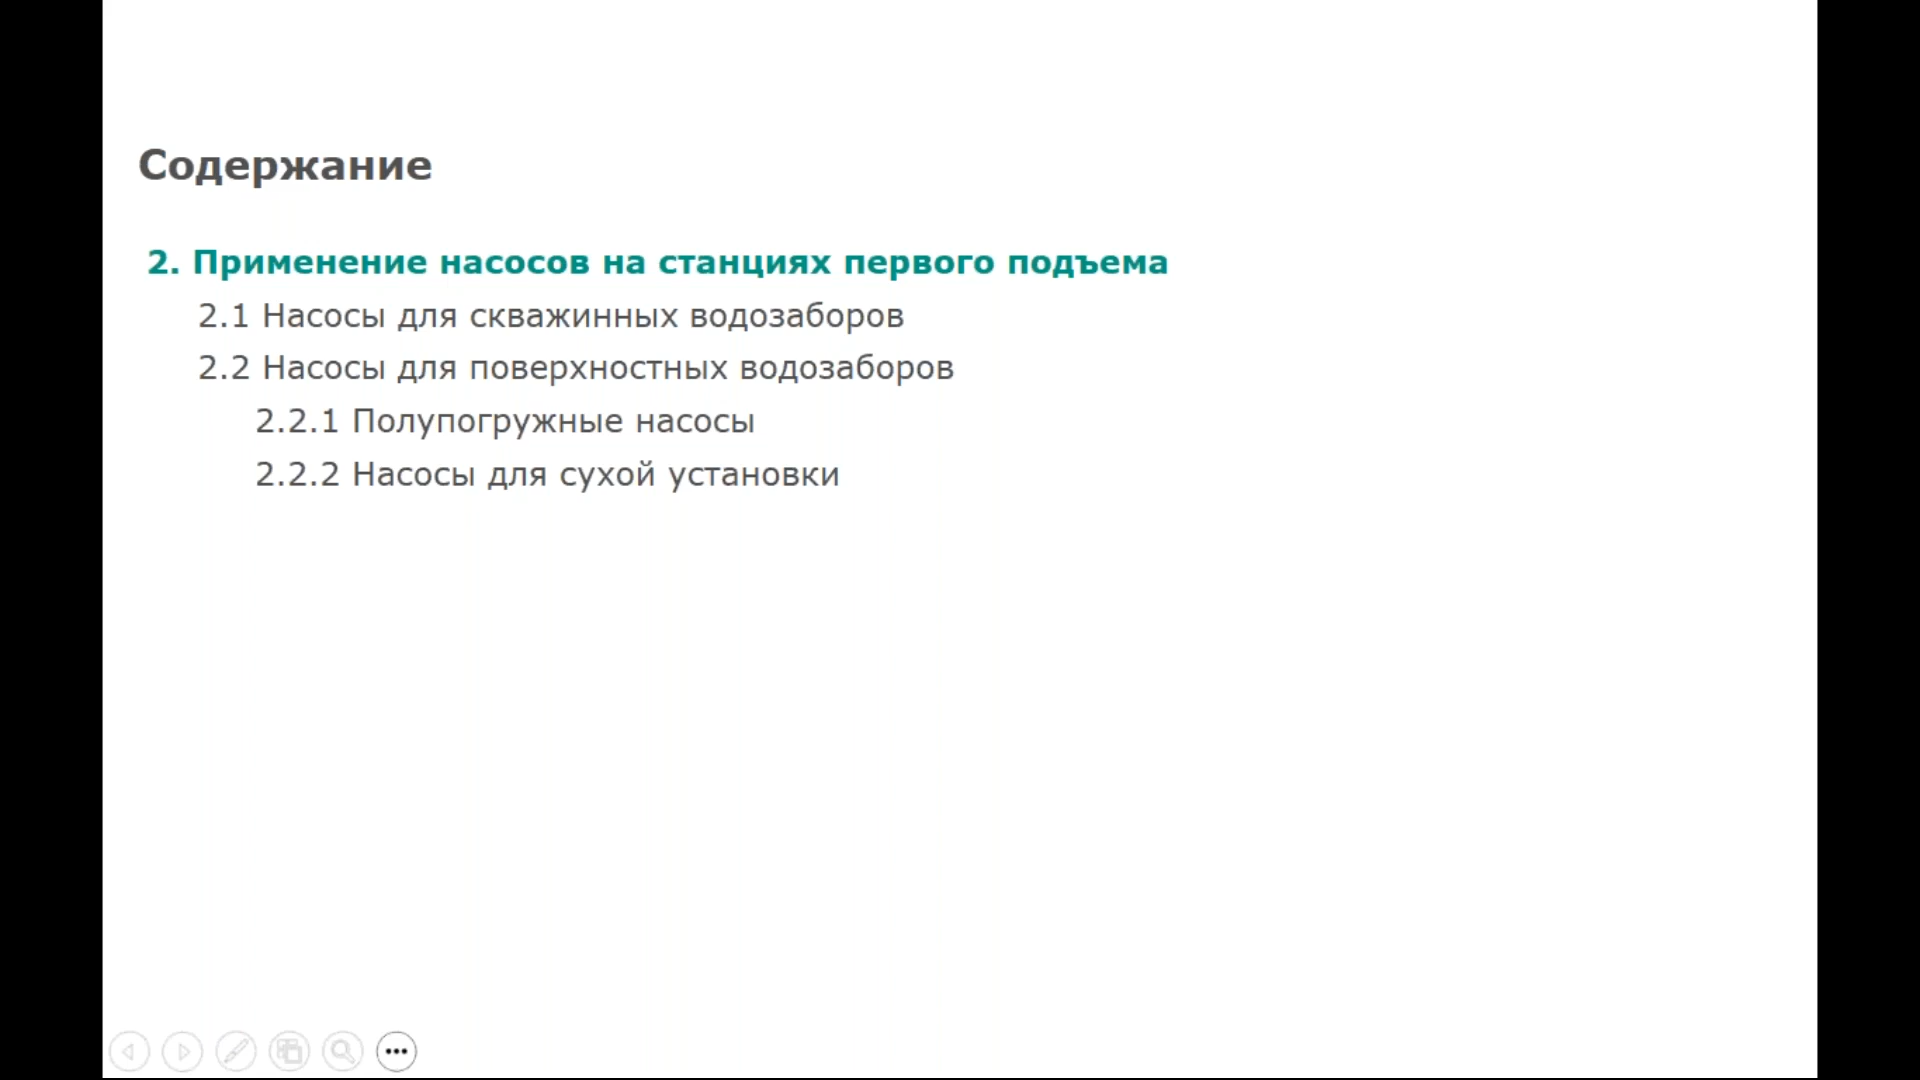 Содержание
2. Применение насосов на станциях первого подъема
2.1 Насосы для скважинных водозаборов
2.2 Насосы для поверхностных водозаборов
2.2.1 Полупогружные насосы
2.2.2 Насосы для сухой установки